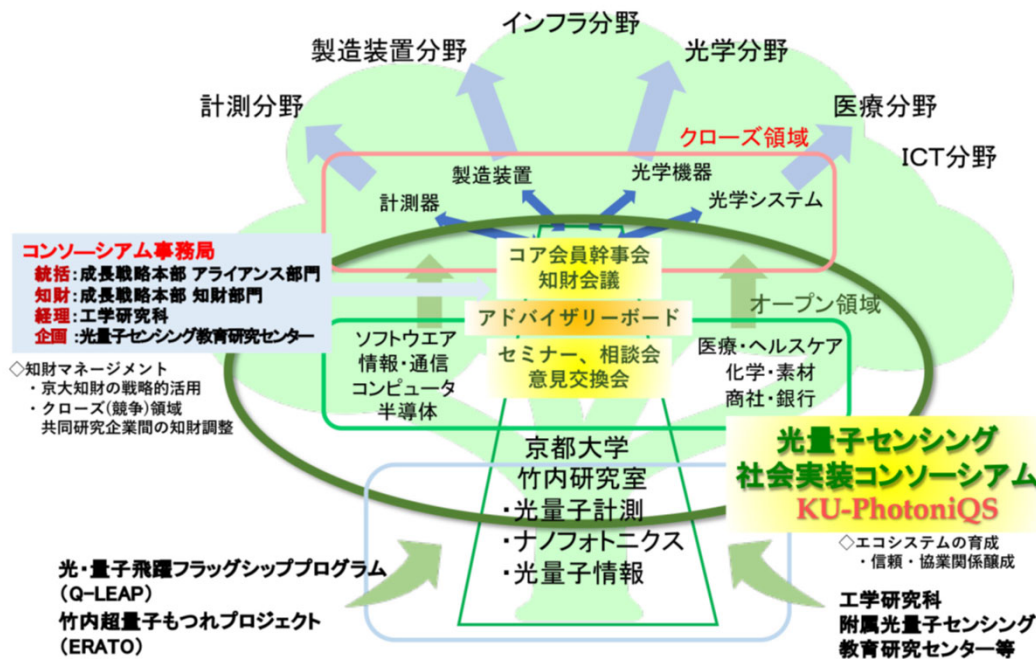 インフラ分野
製造装置分野
光学分野
計測分野
医療分野
ICT分野
クローズ領域
製造装置
光学機器
計測器
光学システム
コンソーシアム事務局
統括:成長戦略本部 アライアンス部門
知財:成長戦略本部 知財部門
経理:工学研究科
企画:光量子センシング教育研究センター
◇知財マネージメント
・京大知財の戦略的活用
・クローズ(競争)領域
共同研究企業間の知財調整
コア会員幹事会
知財会議
アドバイザリーボード
オープン領域
セミナー、相談会
意見交換会
ソフトウエア
情報・通信
コンピュータ
半導体
医療・ヘルスケア
化学・素材
商社・銀行
京都大学
竹内研究室
・光量子計測
・ナノフォトニクス
・光量子情報
光量子センシング
社会実装コンソーシアム
KU-PhotoniQS
◇エコシステムの育成
・信頼・協業関係醸成
光・量子飛躍フラッグシッププログラム
(Q-LEAP)
竹内超量子もつれプロジェクト
(ERATO)
工学研究科
附属光量子センシング
教育研究センター等